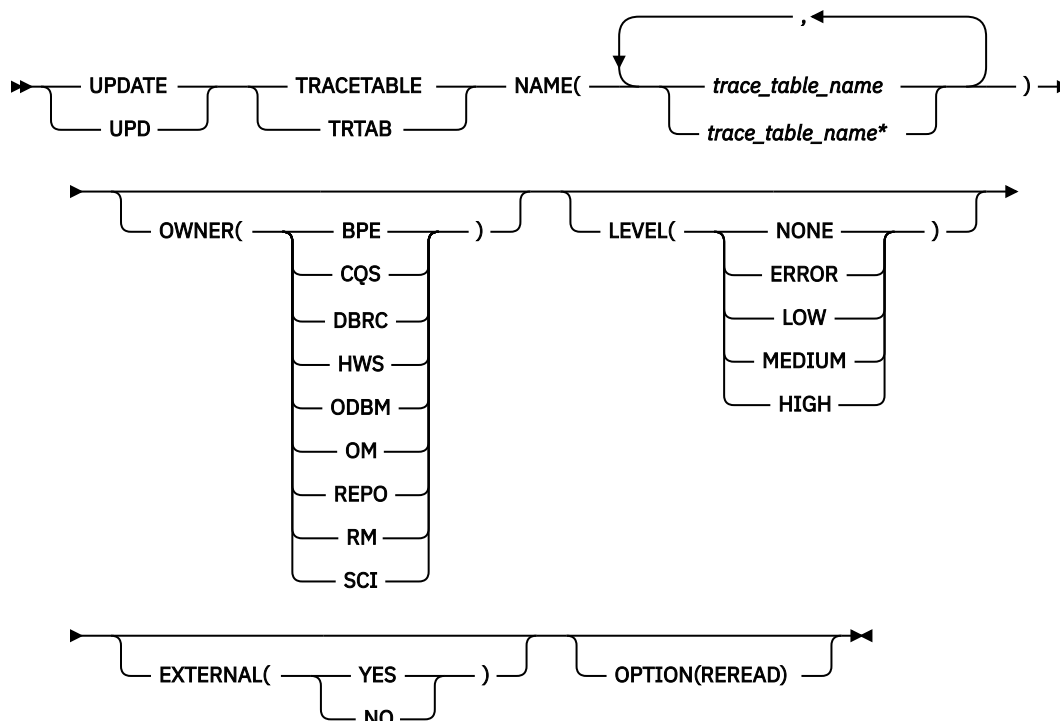 ,
UPDATE TRACETABLE NAME( trace_table_name )
UPD TRTAB trace_table_name*
OWNER( BPE ) LEVEL( NONE )
CQS ERROR
DBRC LOW
HWS MEDIUM
ODBM HIGH
OM
REPO
RM
SCI
EXTERNAL( YES ) OPTION(REREAD)
NO